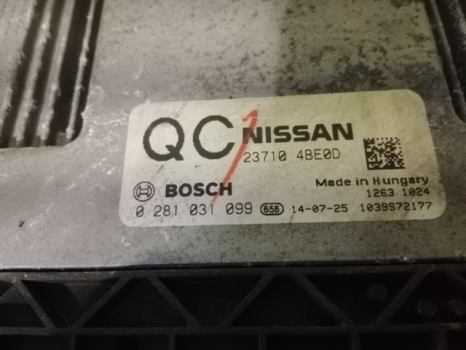 QC 1 NISSAN
23710 4BE0D
BOSCH Made in Hungary
1263 1024
0 281 031 099 658 14-07-25 1039S72177